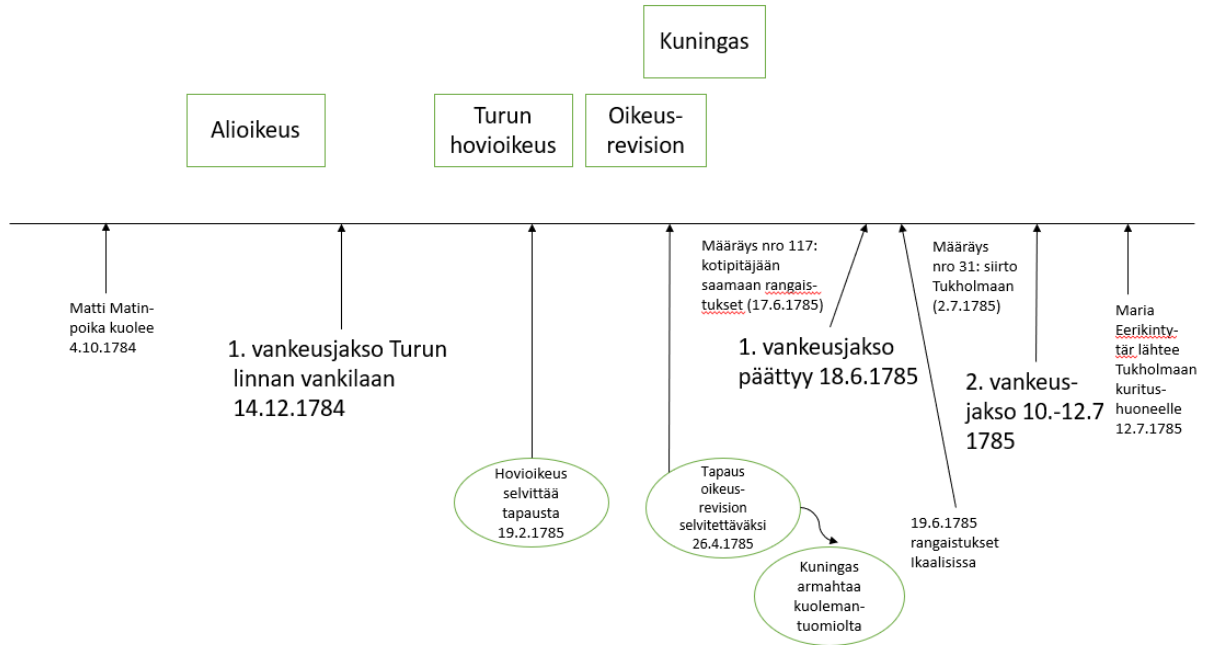 Kuningas
Alioikeus
Turun
hovioikeus
Oikeus-
revision
Matti Matin-
poika kuolee
4.10.1784
1. vankeusjakso Turun
linnan vankilaan
14.12.1784
Hovioikeus
selvittää
tapausta
19.2.1785
Tapaus
oikeus-
revision
selvitettäväksi
26.4.1785
Kuningas
armahtaa
kuoleman-
tuomiolta
Määräys nro 117:
kotipitäjään
saamaan rangais-
tukset (17.6.1785)
1. vankeusjakso
päättyy 18.6.1785
19.6.1785
rangaistukset
Ikaalisissa
Määräys
nro 31: siirto
Tukholmaan
(2.7.1785)
2. vankeus-
jakso 10.-12.7
1785
Maria
Eerikinty-
tär lähtee
Tukholmaan
kuritus-
huoneelle
12.7.1785